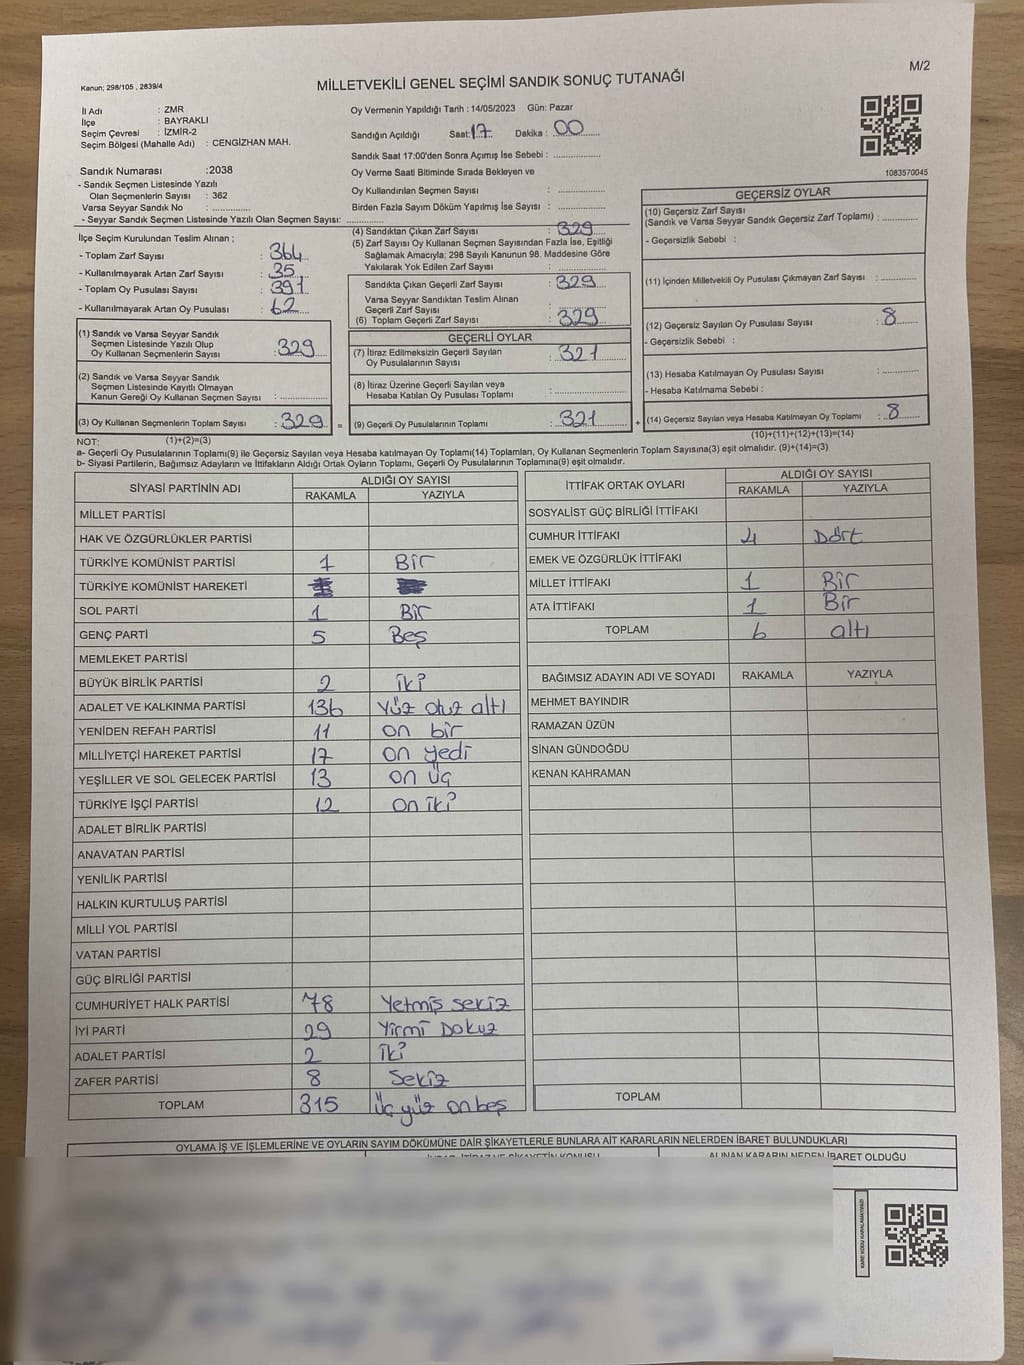 M/2
Kanun; 298/105 , 2839/4
MİLLETVEKİLİ GENEL SEÇİMİ SANDIK SONUÇ TUTANAĞI
İl Adı : ZMR
İlçe : BAYRAKLI
Seçim Çevresi : İZMİR-2
Seçim Bölgesi (Mahalle Adı) : CENGİZHAN MAH.
Oy Vermenin Yapıldığı Tarih : 14/05/2023 Gün: Pazar
Sandığın Açıldığı Saat: 17 Dakika : 00
Sandık Saat 17:00'den Sonra Açımış İse Sebebi :
Oy Verme Saati Bitiminde Sırada Bekleyen ve
Oy Kullandırılan Seçmen Sayısı :
Birden Fazla Sayım Döküm Yapılmış İse Sayısı :
1083570045
Sandık Numarası :2038
- Sandık Seçmen Listesinde Yazılı
Olan Seçmenlerin Sayısı : 362
Varsa Seyyar Sandık No :
- Seyyar Sandık Seçmen Listesinde Yazılı Olan Seçmen Sayısı:
İlçe Seçim Kurulundan Teslim Alınan ;
- Toplam Zarf Sayısı : 364
- Kullanılmayarak Artan Zarf Sayısı : 35
- Toplam Oy Pusulası Sayısı : 391
- Kullanılmayarak Artan Oy Pusulası : 62
(1) Sandık ve Varsa Seyyar Sandık
Seçmen Listesinde Yazılı Olup
Oy Kullanan Seçmenlerin Sayısı : 329
(2) Sandık ve Varsa Seyyar Sandık
Seçmen Listesinde Kayıtlı Olmayan
Kanun Gereği Oy Kullanan Seçmen Sayısı :
(3) Oy Kullanan Seçmenlerin Toplam Sayısı : 329 =
(4) Sandıktan Çıkan Zarf Sayısı : 329
(5) Zarf Sayısı Oy Kullanan Seçmen Sayısından Fazla İse, Eşitliği
Sağlamak Amacıyla; 298 Sayılı Kanunun 98. Maddesine Göre
Yakılarak Yok Edilen Zarf Sayısı :
Sandıkta Çıkan Geçerli Zarf Sayısı : 329
Varsa Seyyar Sandıktan Teslim Alınan
Geçerli Zarf Sayısı :
(6) Toplam Geçerli Zarf Sayısı : 329
GEÇERLİ OYLAR
(7) İtiraz Edilmeksizin Geçerli Sayılan
Oy Pusulalarının Sayısı : 321
(8) İtiraz Üzerine Geçerli Sayılan veya
Hesaba Katılan Oy Pusulası Toplamı :
(9) Geçerli Oy Pusulalarının Toplamı : 321 +
GEÇERSİZ OYLAR
(10) Geçersiz Zarf Sayısı
(Sandık ve Varsa Seyyar Sandık Geçersiz Zarf Toplamı) :
- Geçersizlik Sebebi :
(11) İçinden Milletvekili Oy Pusulası Çıkmayan Zarf Sayısı :
(12) Geçersiz Sayılan Oy Pusulası Sayısı : 8
- Geçersizlik Sebebi :
(13) Hesaba Katılmayan Oy Pusulası Sayısı :
- Hesaba Katılmama Sebebi :
(14) Geçersiz Sayılan veya Hesaba Katılmayan Oy Toplamı : 8
NOT: (1)+(2)=(3) (10)+(11)+(12)+(13)=(14)
a- Geçerli Oy Pusulalarının Toplamı(9) ile Geçersiz Sayılan veya Hesaba katılmayan Oy Toplamı(14) Toplamları, Oy Kullanan Seçmenlerin Toplam Sayısına(3) eşit olmalıdır. (9)+(14)=(3)
b- Siyasi Partilerin, Bağımsız Adayların ve İttifakların Aldığı Ortak Oyların Toplamı, Geçerli Oy Pusulalarının Toplamına(9) eşit olmalıdır.
SİYASİ PARTİNİN ADI ALDIĞI OY SAYISI
RAKAMLA YAZIYLA
MİLLET PARTİSİ
HAK VE ÖZGÜRLÜKLER PARTİSİ
TÜRKİYE KOMÜNİST PARTİSİ 1 Bir
TÜRKİYE KOMÜNİST HAREKETİ
SOL PARTİ 1 Bir
GENÇ PARTİ 5 Beş
MEMLEKET PARTİSİ
BÜYÜK BİRLİK PARTİSİ 2 iki
ADALET VE KALKINMA PARTİSİ 136 Yüz otuz altı
YENİDEN REFAH PARTİSİ 11 on bir
MİLLİYETÇİ HAREKET PARTİSİ 17 on yedi
YEŞİLLER VE SOL GELECEK PARTİSİ 13 on üç
TÜRKİYE İŞÇİ PARTİSİ 12 on iki
ADALET BİRLİK PARTİSİ
ANAVATAN PARTİSİ
YENİLİK PARTİSİ
HALKIN KURTULUŞ PARTİSİ
MİLLİ YOL PARTİSİ
VATAN PARTİSİ
GÜÇ BİRLİĞİ PARTİSİ
CUMHURİYET HALK PARTİSİ 78 Yetmiş sekiz
İYİ PARTİ 29 Yirmi Dokuz
ADALET PARTİSİ 2 iki
ZAFER PARTİSİ 8 Sekiz
TOPLAM 315 Üç yüz on beş
İTTİFAK ORTAK OYLARI ALDIĞI OY SAYISI
RAKAMLA YAZIYLA
SOSYALİST GÜÇ BİRLİĞİ İTTİFAKI
CUMHUR İTTİFAKI 4 Dört
EMEK VE ÖZGÜRLÜK İTTİFAKI
MİLLET İTTİFAKI 1 Bir
ATA İTTİFAKI 1 Bir
TOPLAM 6 altı
BAĞIMSIZ ADAYIN ADI VE SOYADI RAKAMLA YAZIYLA
MEHMET BAYINDIR
RAMAZAN ÜZÜN
SİNAN GÜNDOĞDU
KENAN KAHRAMAN
TOPLAM
OYLAMA İŞ VE İŞLEMLERİNE VE OYLARIN SAYIM DÖKÜMÜNE DAİR ŞİKAYETLERLE BUNLARA AİT KARARLARIN NELERDEN İBARET BULUNDUKLARI
ALINAN KARARIN NEDEN İBARET OLDUĞU
KARE KODU KARALAMAYINIZ!